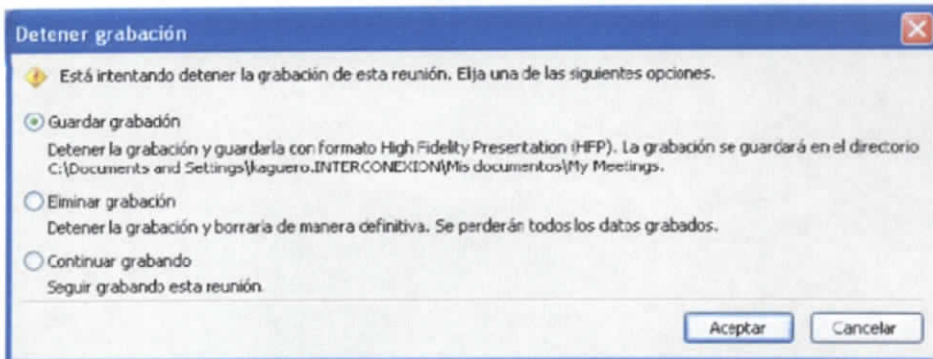 Detener grabación
Está intentando detener la grabación de esta reunión. Elija una de las siguientes opciones.
Guardar grabación
Detener la grabación y guardarla con formato High Fidelity Presentation (HFP). La grabación se guardará en el directorio
C:\Documents and Settings\kaguero.INTERCONEXION\Mis documentos\My Meetings.
Eliminar grabación
Detener la grabación y borrarla de manera definitiva. Se perderán todos los datos grabados.
Continuar grabando
Seguir grabando esta reunión.
Aceptar
Cancelar